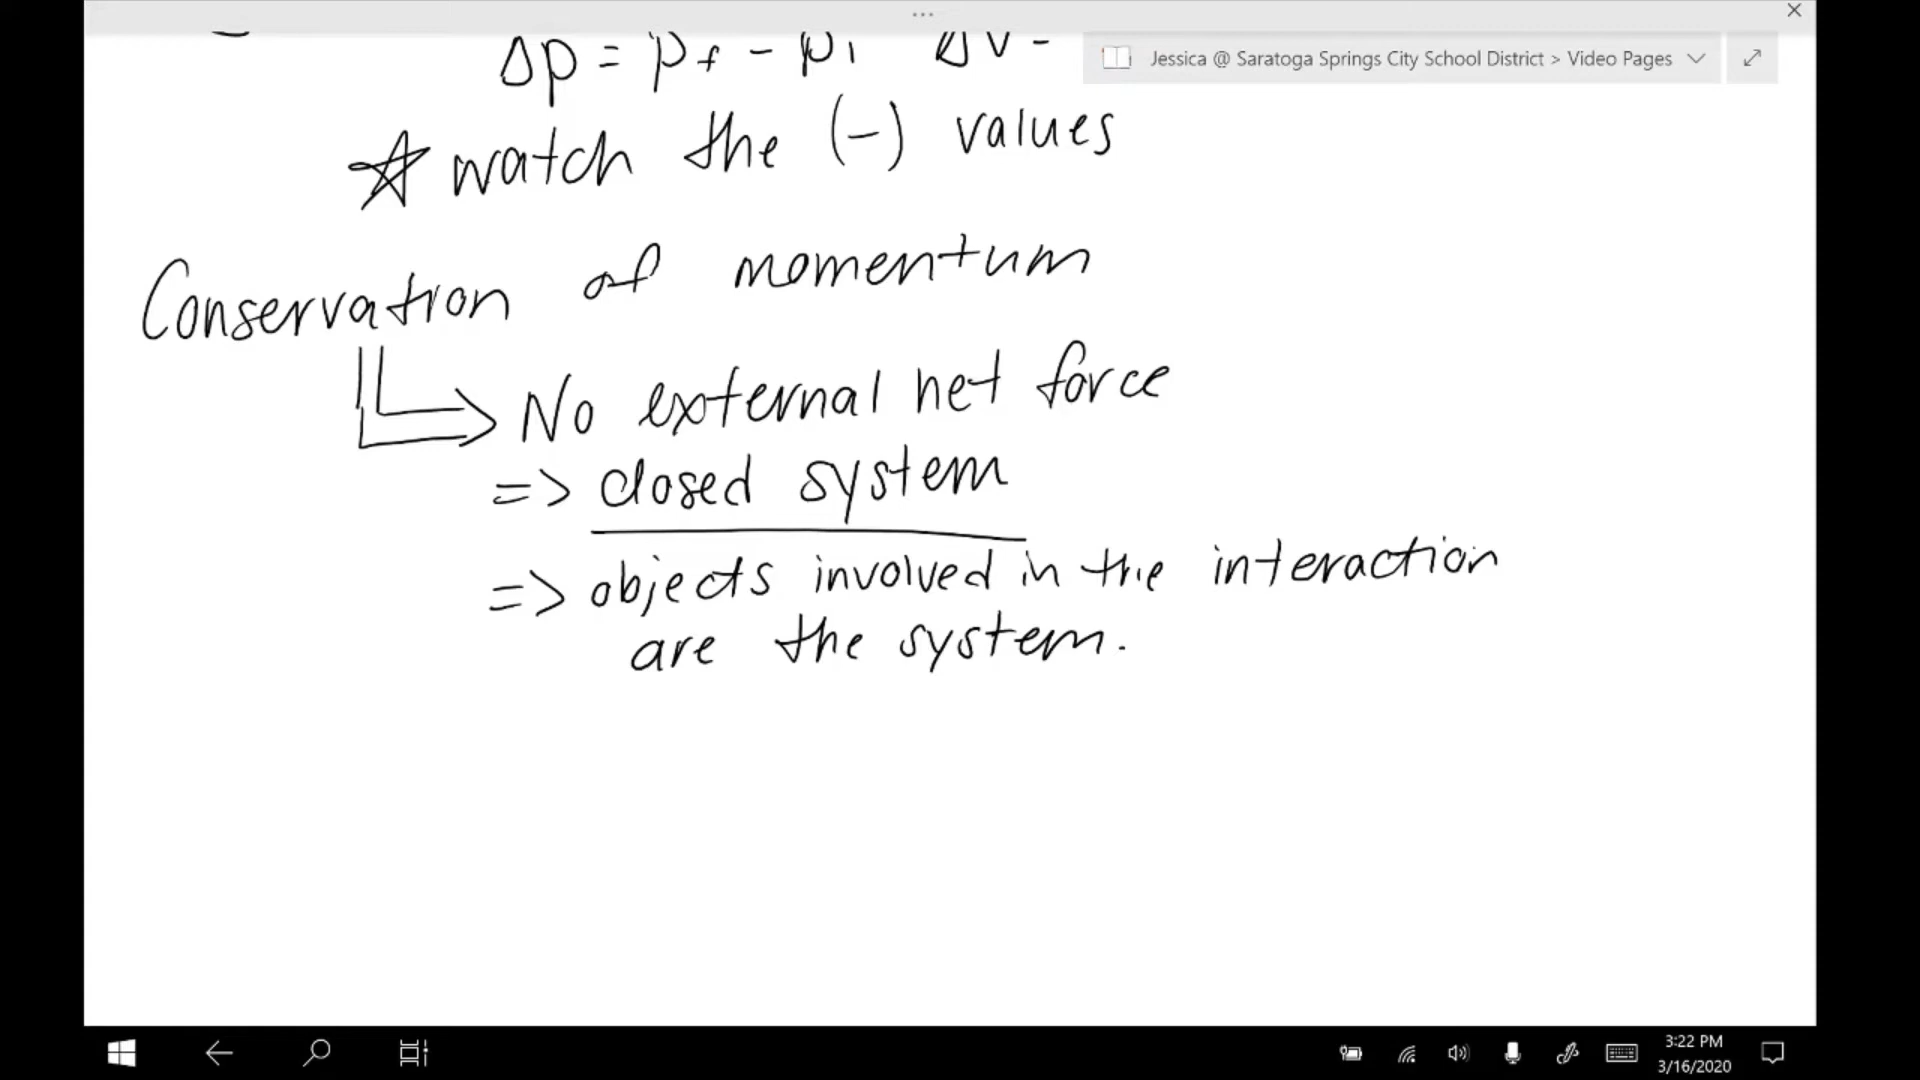 Δp = pf - pi Δv -
Jessica @ Saratoga Springs City School District > Video Pages
☆ watch the (-) values
Conservation of momentum
No external net force
=> closed system
=> objects involved in the interaction
are the system.
3:22 PM
3/16/2020